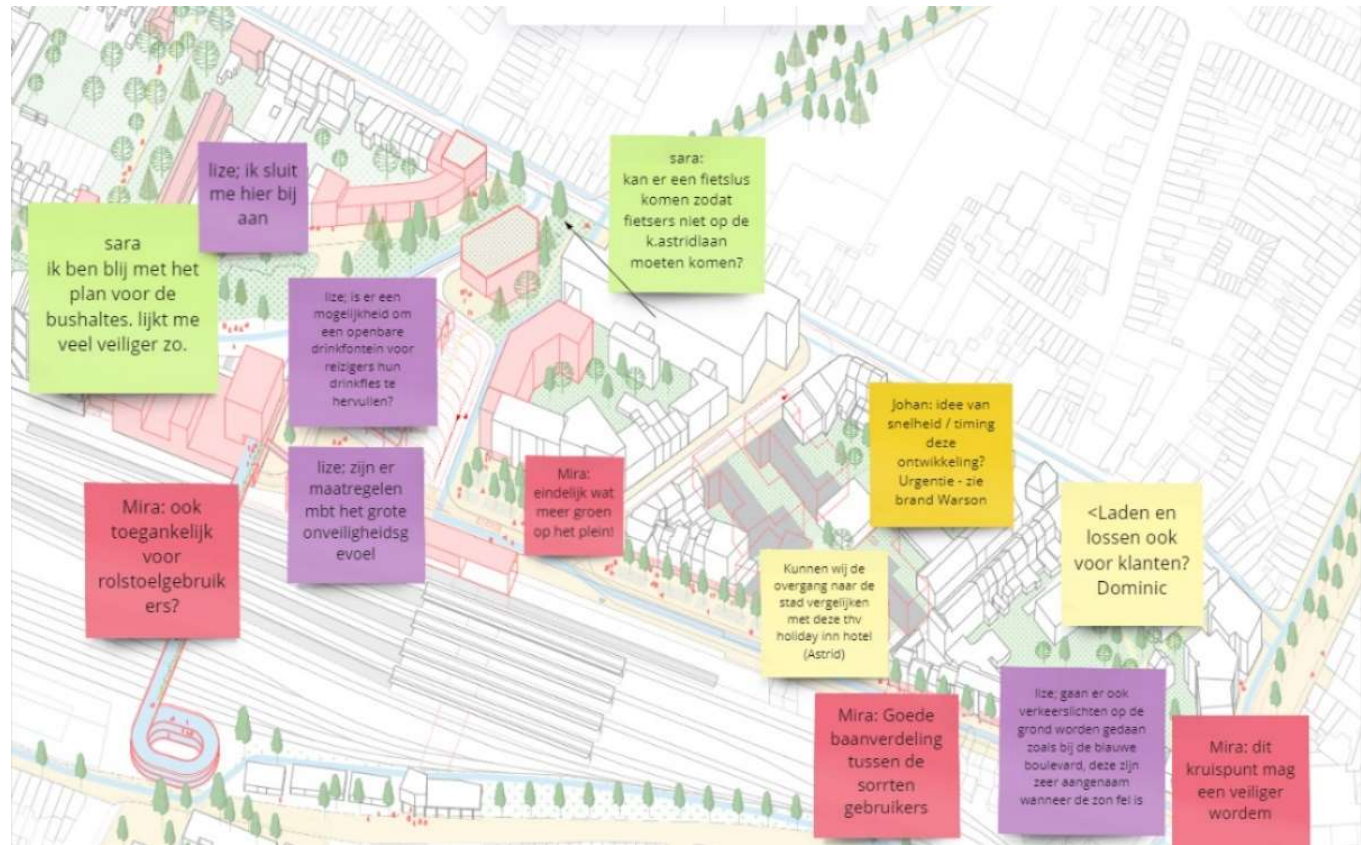 lize; ik sluit
me hier bij
aan
sara
ik ben blij met het
plan voor de
bushaltes. lijkt me
veel veiliger zo.
sara:
kan er een fietslus
komen zodat
fietsers niet op de
k.astridlaan
moeten komen?
lize; is er een
mogelijkheid om
een openbare
drinkfontein voor
reizigers hun
drinkfles te
hervullen?
lize; zijn er
maatregelen
mbt het grote
onveiligheidsg
evoel
Mira: ook
toegankelijk
voor
rolstoelgebruik
ers?
Mira:
eindelijk wat
meer groen
op het plein!
Johan: idee van
snelheid / timing
deze
ontwikkeling?
Urgentie - zie
brand Warson
Kunnen wij de
overgang naar de
stad vergelijken
met deze thv
holiday inn hotel
(Astrid)
<Laden en
lossen ook
voor klanten?
Dominic
Mira: Goede
baanverdeling
tussen de
sorrten
gebruikers
lize; gaan er ook
verkeerslichten op de
grond worden gedaan
zoals bij de blauwe
boulevard, deze zijn
zeer aangenaam
wanneer de zon fel is
Mira: dit
kruispunt mag
een veiliger
wordem